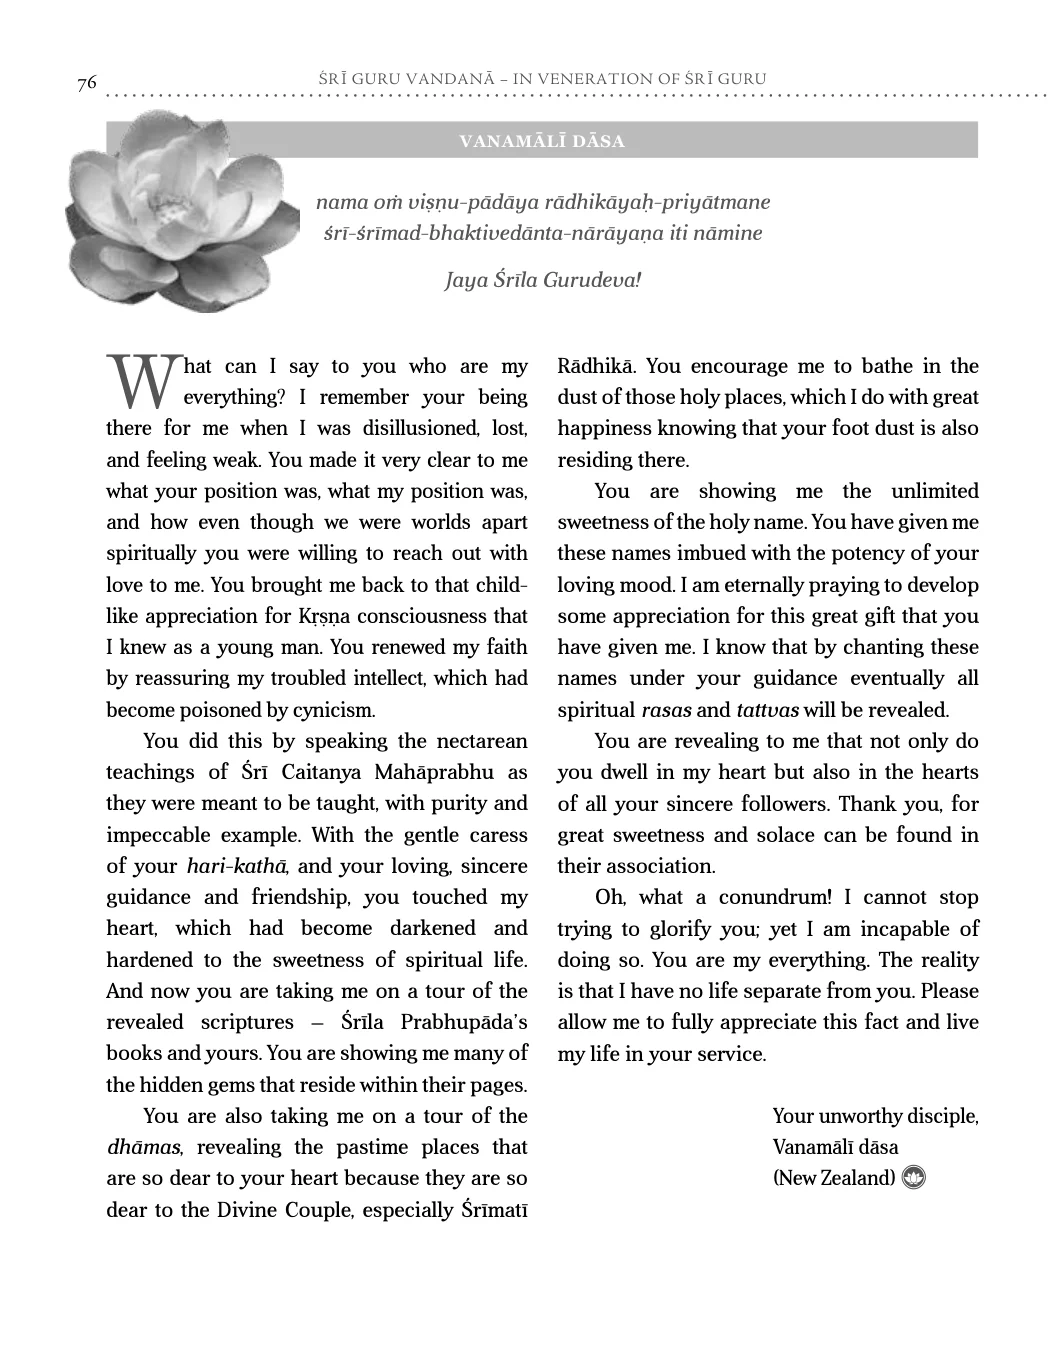 76
ŚRĪ GURU VANDANĀ – IN VENERATION OF ŚRĪ GURU
VANAMĀLĪ DĀSA
nama oṁ viṣṇu-pādāya rādhikāyaḥ-priyātmane
śrī-śrīmad-bhaktivedānta-nārāyaṇa iti nāmine
Jaya Śrīla Gurudeva!
What can I say to you who are my
everything? I remember your being
there for me when I was disillusioned, lost,
and feeling weak. You made it very clear to me
what your position was, what my position was,
and how even though we were worlds apart
spiritually you were willing to reach out with
love to me. You brought me back to that child-
like appreciation for Kṛṣṇa consciousness that
I knew as a young man. You renewed my faith
by reassuring my troubled intellect, which had
become poisoned by cynicism.
You did this by speaking the nectarean
teachings of Śrī Caitanya Mahāprabhu as
they were meant to be taught, with purity and
impeccable example. With the gentle caress
of your hari-kathā, and your loving, sincere
guidance and friendship, you touched my
heart, which had become darkened and
hardened to the sweetness of spiritual life.
And now you are taking me on a tour of the
revealed scriptures – Śrīla Prabhupāda's
books and yours. You are showing me many of
the hidden gems that reside within their pages.
You are also taking me on a tour of the
dhāmas, revealing the pastime places that
are so dear to your heart because they are so
dear to the Divine Couple, especially Śrīmatī
Rādhikā. You encourage me to bathe in the
dust of those holy places, which I do with great
happiness knowing that your foot dust is also
residing there.
You are showing me the unlimited
sweetness of the holy name. You have given me
these names imbued with the potency of your
loving mood. I am eternally praying to develop
some appreciation for this great gift that you
have given me. I know that by chanting these
names under your guidance eventually all
spiritual rasas and tattvas will be revealed.
You are revealing to me that not only do
you dwell in my heart but also in the hearts
of all your sincere followers. Thank you, for
great sweetness and solace can be found in
their association.
Oh, what a conundrum! I cannot stop
trying to glorify you; yet I am incapable of
doing so. You are my everything. The reality
is that I have no life separate from you. Please
allow me to fully appreciate this fact and live
my life in your service.
Your unworthy disciple,
Vanamālī dāsa
(New Zealand)